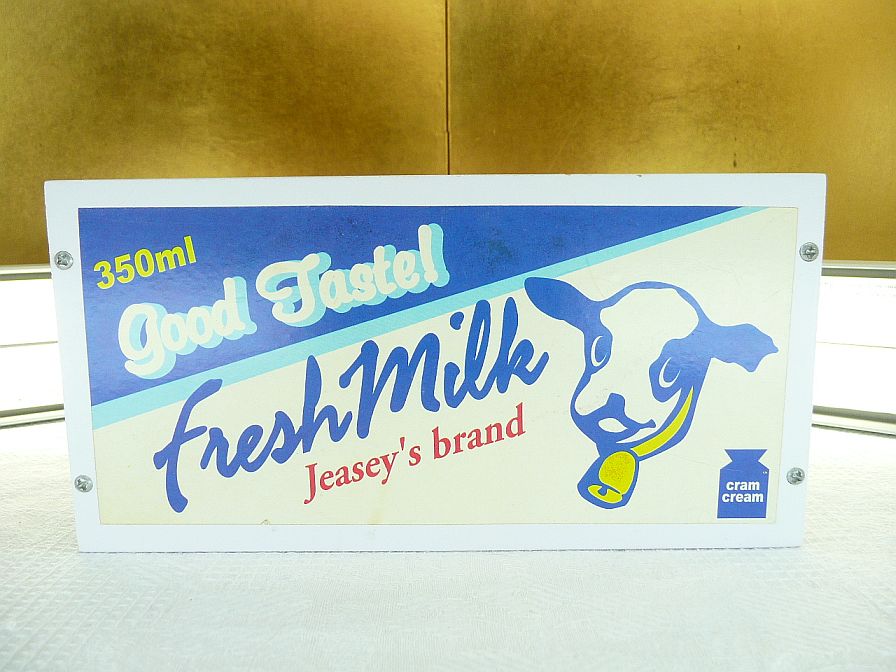 350ml
Good Taste!
Fresh Milk
Jeasey's brand
cram
cream